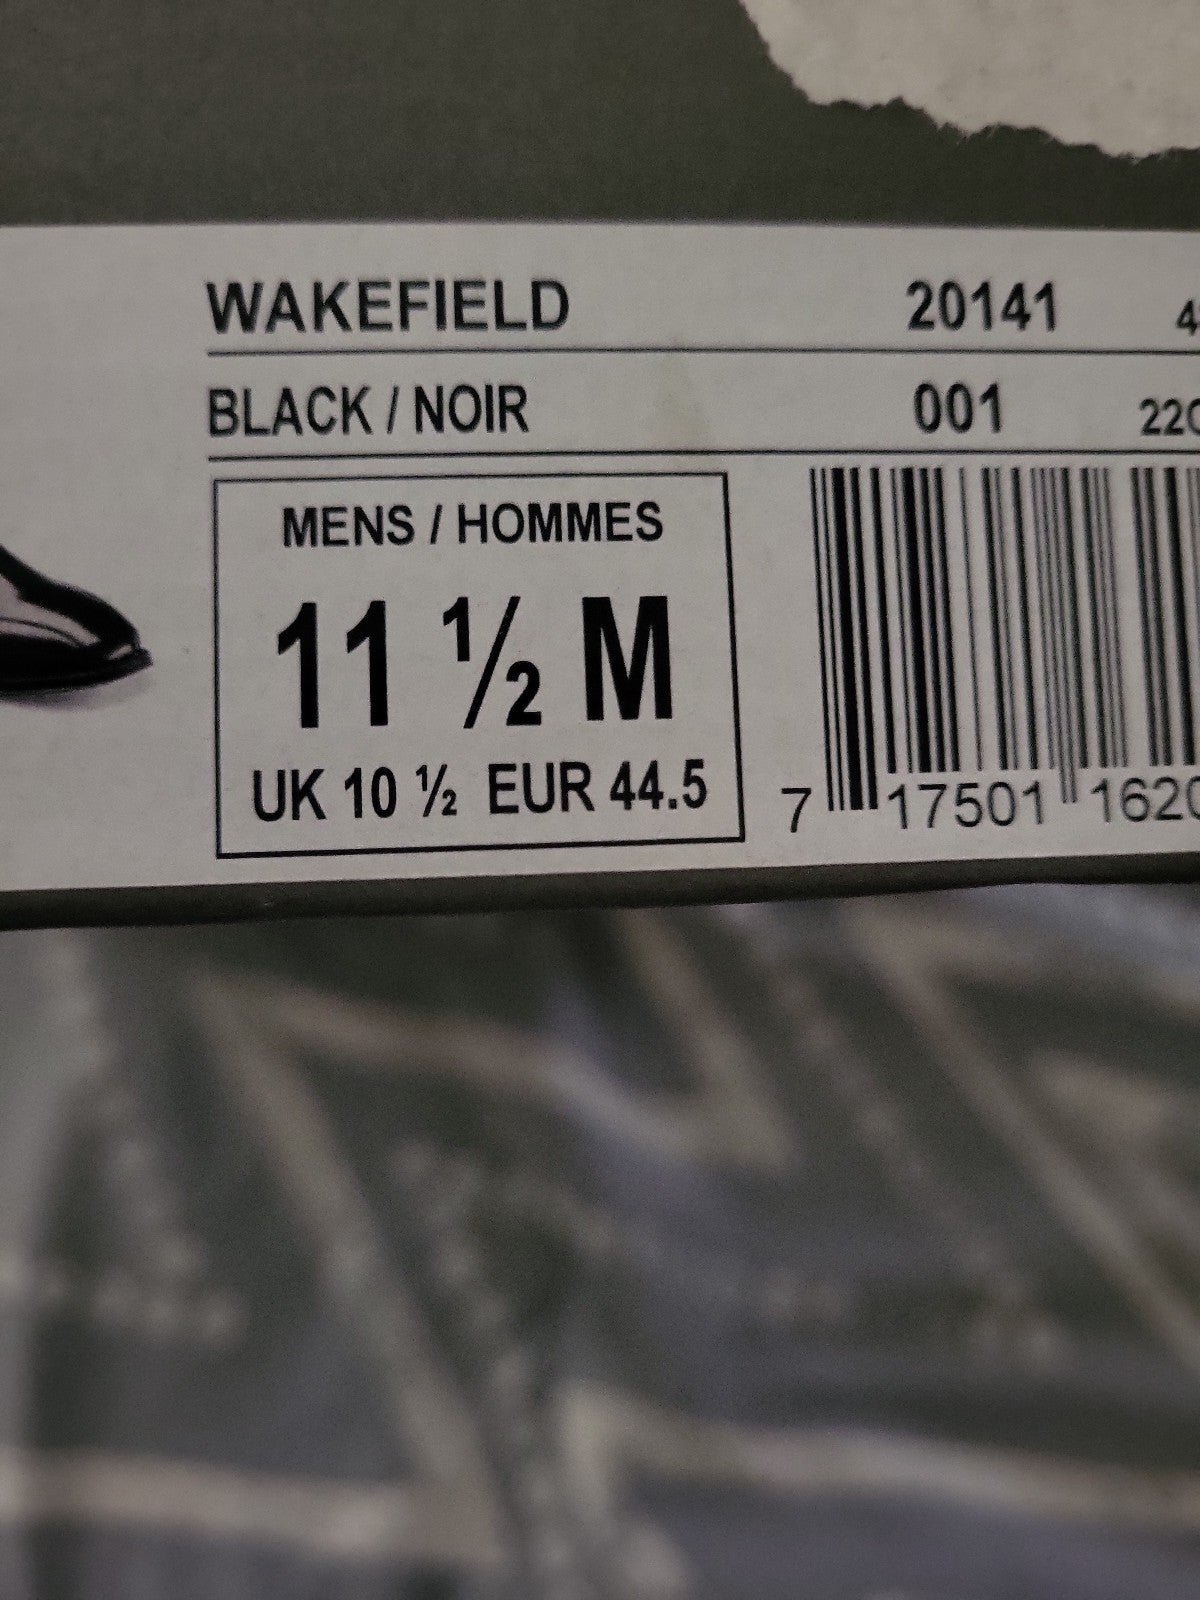 WAKEFIELD 20141
BLACK / NOIR 001
MENS / HOMMES
11 ½ M
UK 10 ½ EUR 44.5
7 17501 1620